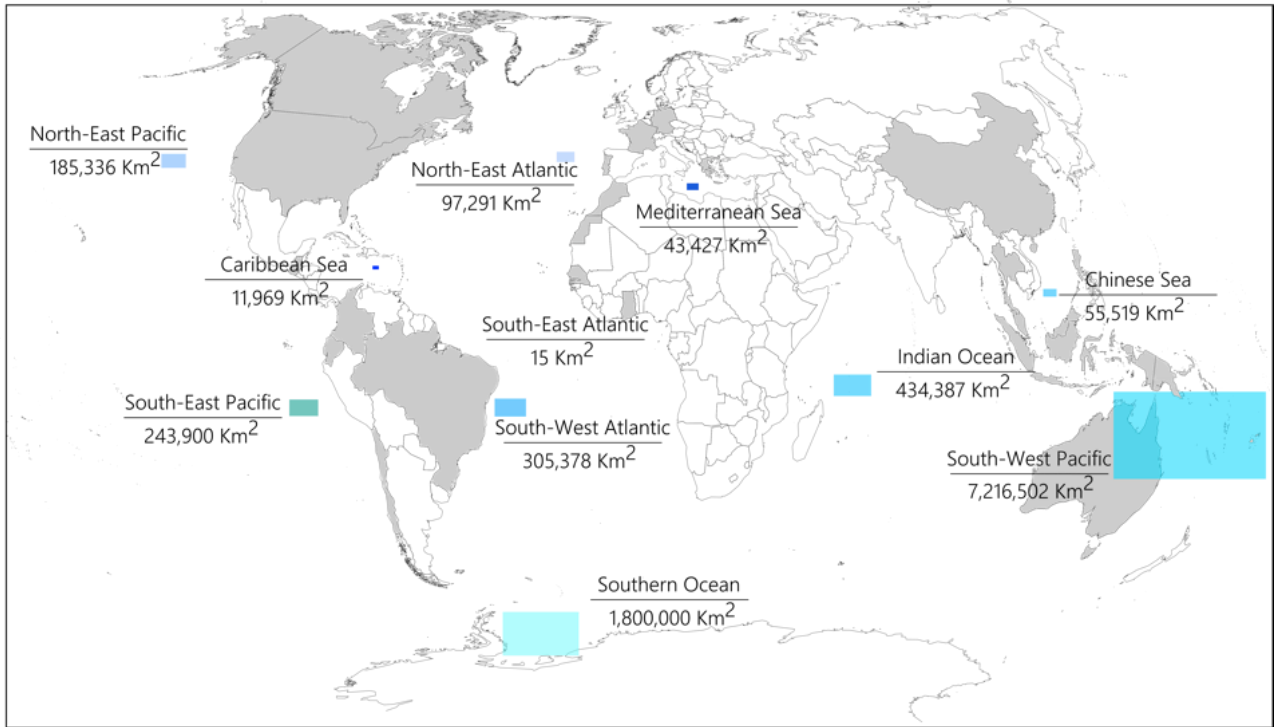 North-East Pacific
185,336 Km²
North-East Atlantic
97,291 Km²
Mediterranean Sea
43,427 Km²
Caribbean Sea
11,969 Km²
Chinese Sea
55,519 Km²
South-East Atlantic
15 Km²
Indian Ocean
434,387 Km²
South-East Pacific
243,900 Km²
South-West Atlantic
305,378 Km²
South-West Pacific
7,216,502 Km²
Southern Ocean
1,800,000 Km²